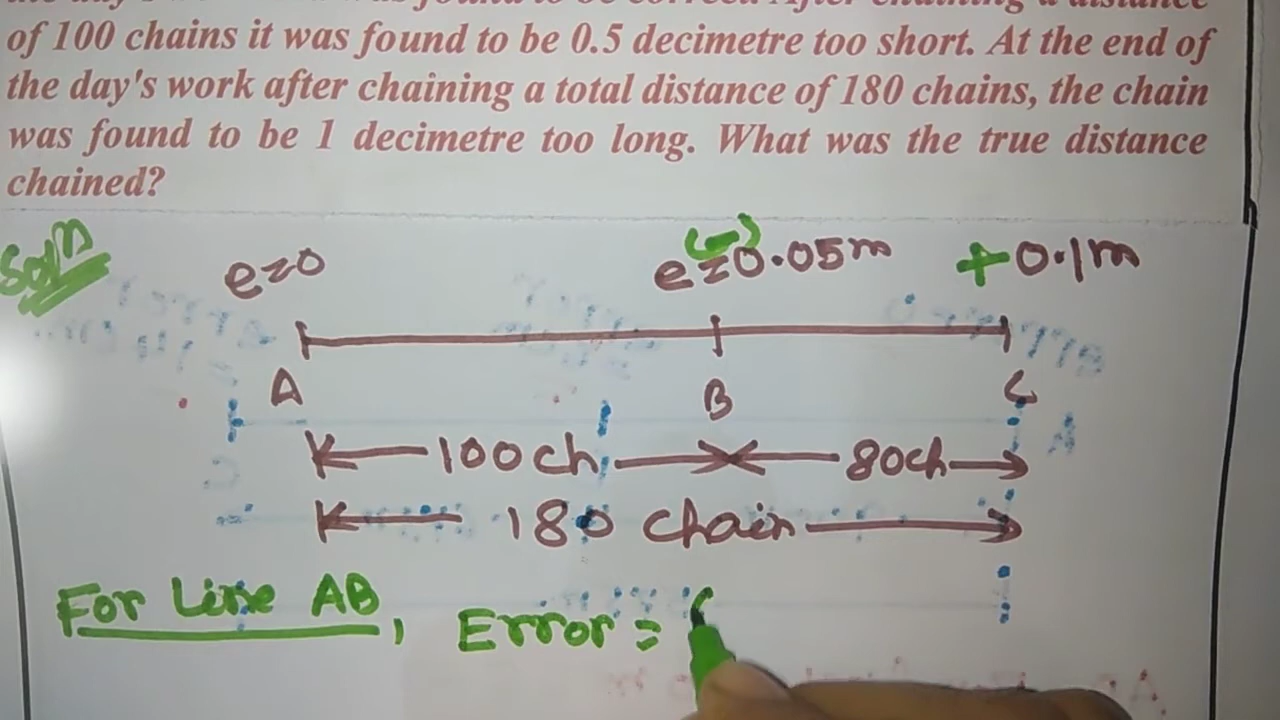 of 100 chains it was found to be 0.5 decimetre too short. At the end of
the day's work after chaining a total distance of 180 chains, the chain
was found to be 1 decimetre too long. What was the true distance
chained?
Soln
e=0 (-) e=0.05m +0.1m
A B C
100ch 80ch
180 chain
For Line AB, Error = (